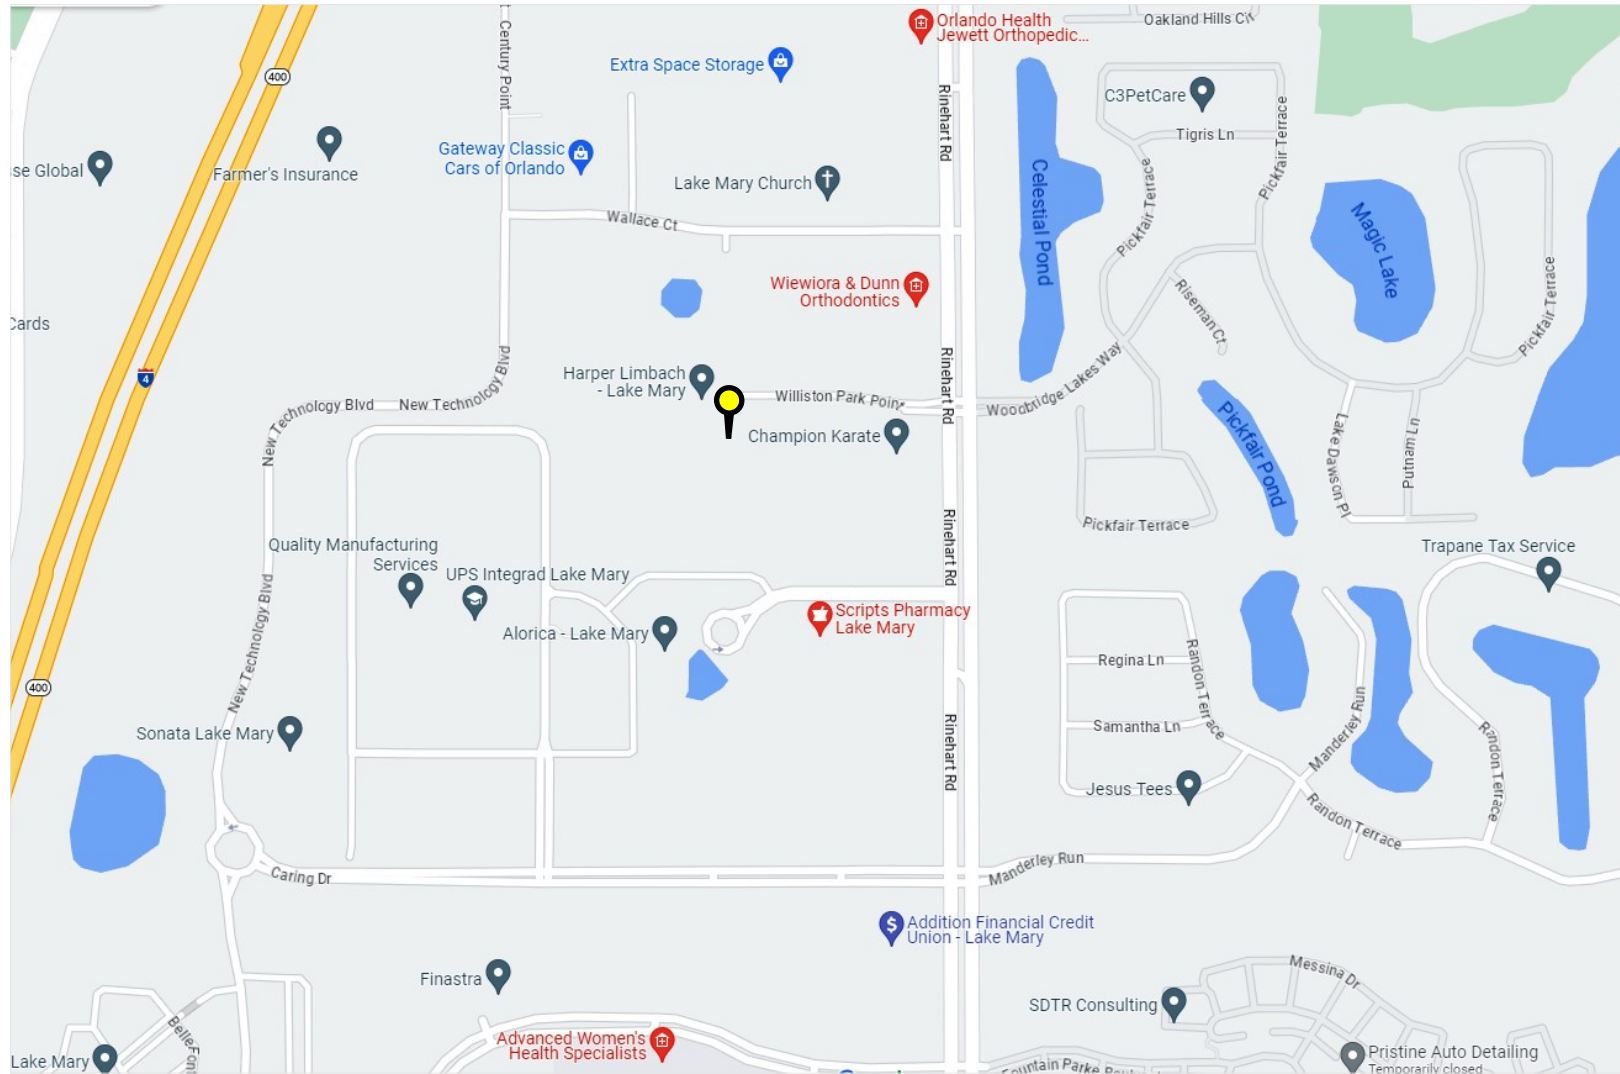 Orlando Health
Jewett Orthopedic...
Oakland Hills Cir
400
t Century Point
Extra Space Storage
Rinehart Rd
C3PetCare
Tigris Ln
Pickfair Terrace
Gateway Classic
Cars of Orlando
Farmer's Insurance
se Global
Lake Mary Church
Celestial Pond
Pickfair Terrace
Wallace Ct
Magic Lake
Wiewiora & Dunn
Orthodontics
Riseman Ct
Pickfair Terrace
Cards
4
New Technology Blvd
New Technology Blvd
New Technology Blvd
Harper Limbach
- Lake Mary
Williston Park Point
Rinehart Rd
Woodbridge Lakes Way
Champion Karate
Pickfair Pond
Lake Dawson Pl
Putnam Ln
Pickfair Terrace
Rinehart Rd
Quality Manufacturing
Services
UPS Integrad Lake Mary
Trapane Tax Service
New Technology Blvd
Alorica - Lake Mary
Scripts Pharmacy
Lake Mary
Regina Ln
Randon Terrace
400
Sonata Lake Mary
Rinehart Rd
Samantha Ln
Manderley Run
Randon Terrace
Jesus Tees
Randon Terrace
Caring Dr
Manderley Run
Addition Financial Credit
Union - Lake Mary
Finastra
Messina Dr
SDTR Consulting
BelleFon
Advanced Women's
Health Specialists
Lake Mary
Pristine Auto Detailing
Temporarily closed